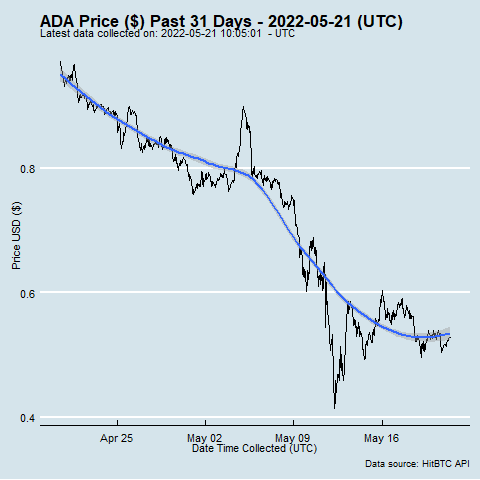 ADA Price ($) Past 31 Days - 2022-05-21 (UTC)
Latest data collected on: 2022-05-21 10:05:01 - UTC
Price USD ($)
0.8
0.6
0.4
Apr 25
May 02
May 09
May 16
Date Time Collected (UTC)
Data source: HitBTC API